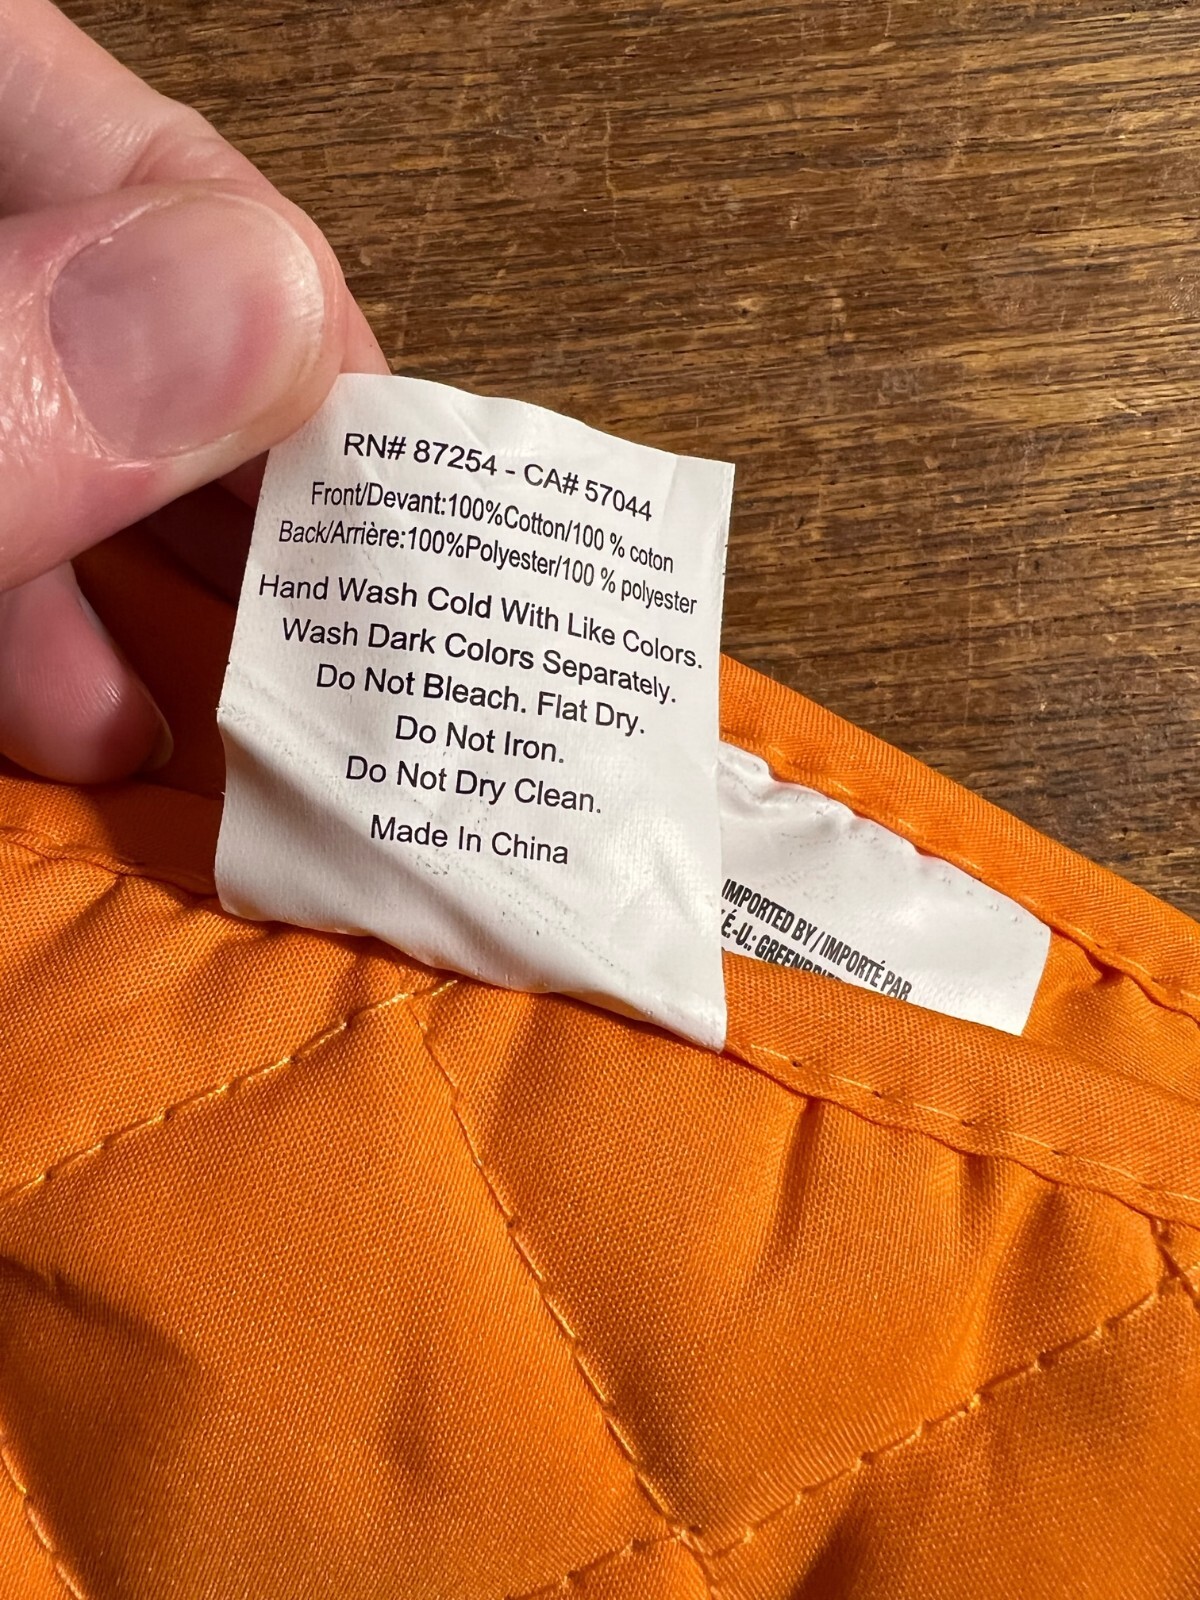 RN# 87254 - CA# 57044
Front/Devant:100%Cotton/100 % coton
Back/Arrière:100%Polyester/100 % polyester
Hand Wash Cold With Like Colors.
Wash Dark Colors Separately.
Do Not Bleach. Flat Dry.
Do Not Iron.
Do Not Dry Clean.
Made In China
IMPORTED BY / IMPORTÉ PAR
É.-U.: